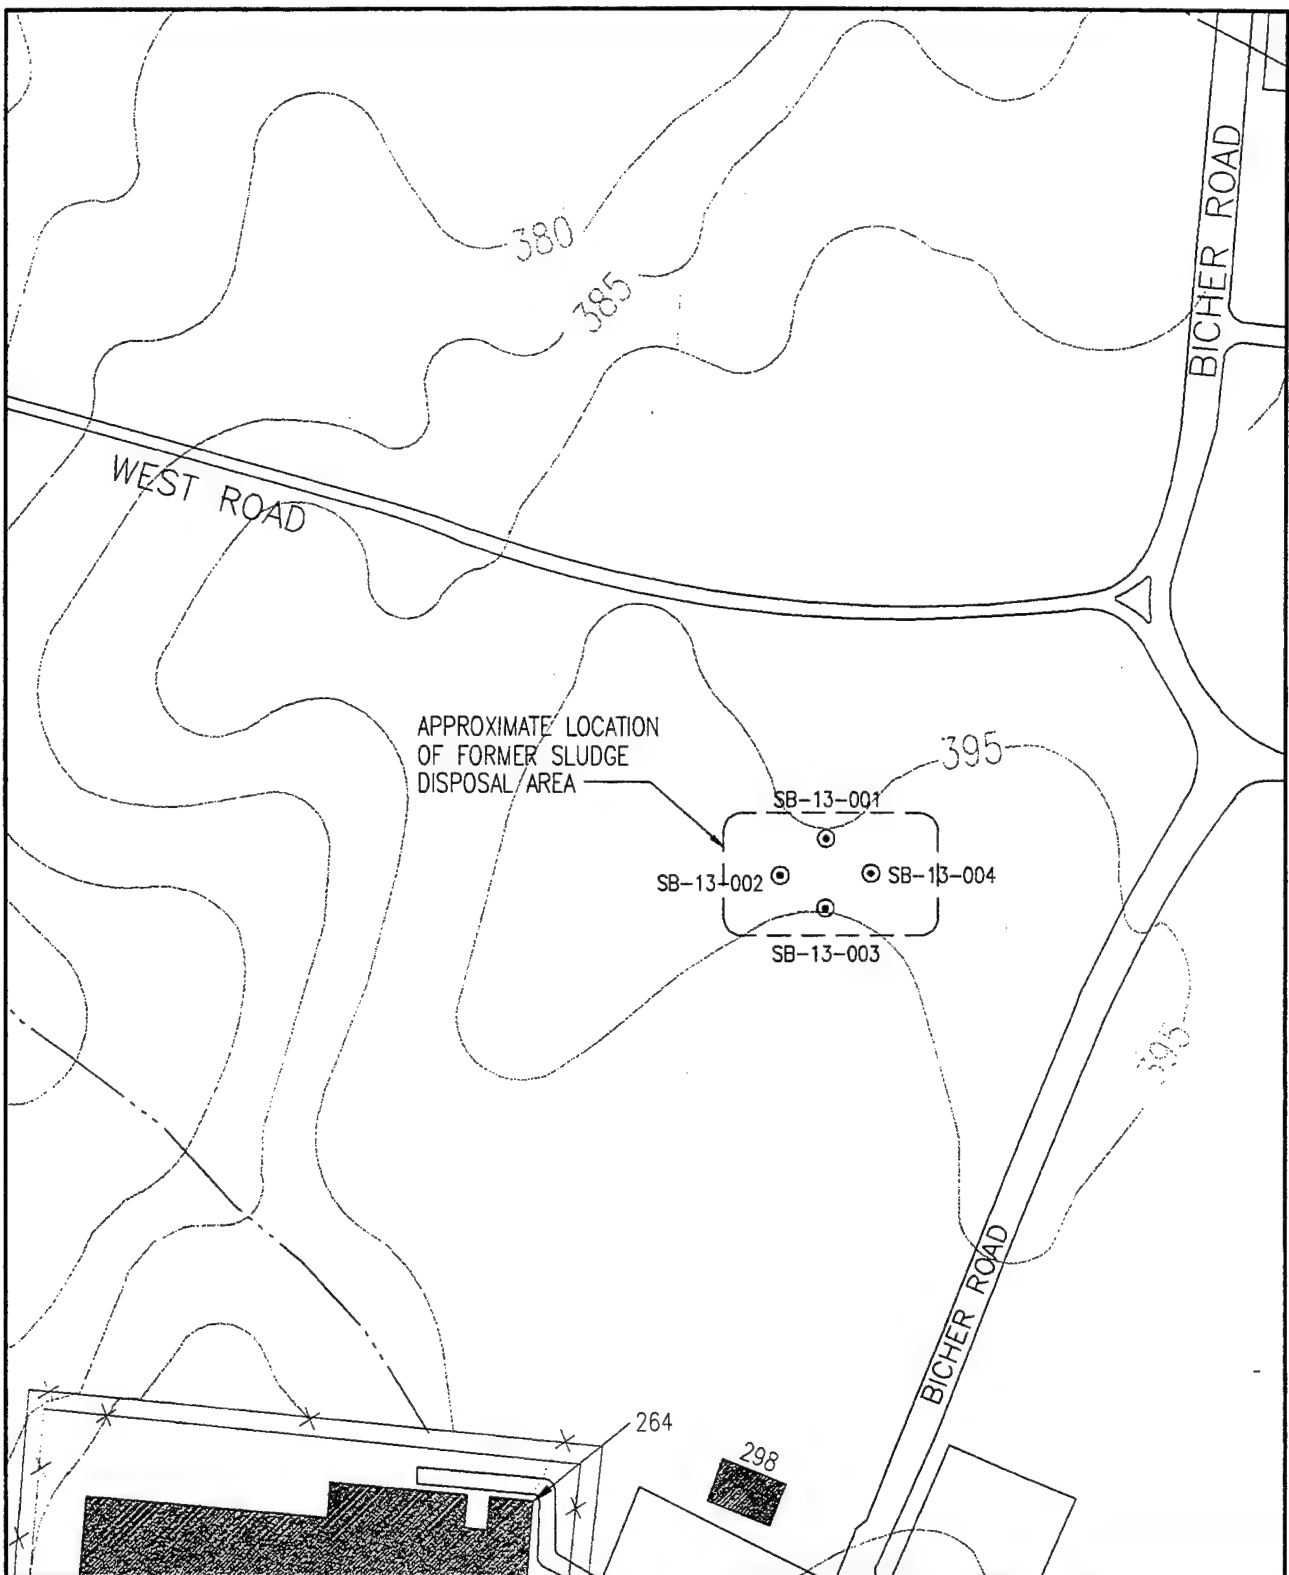 BICHER ROAD
380
385
WEST ROAD
APPROXIMATE LOCATION
OF FORMER SLUDGE
DISPOSAL AREA
395
SB-13-001
SB-13-002
SB-13-004
SB-13-003
395
BICHER ROAD
264
298